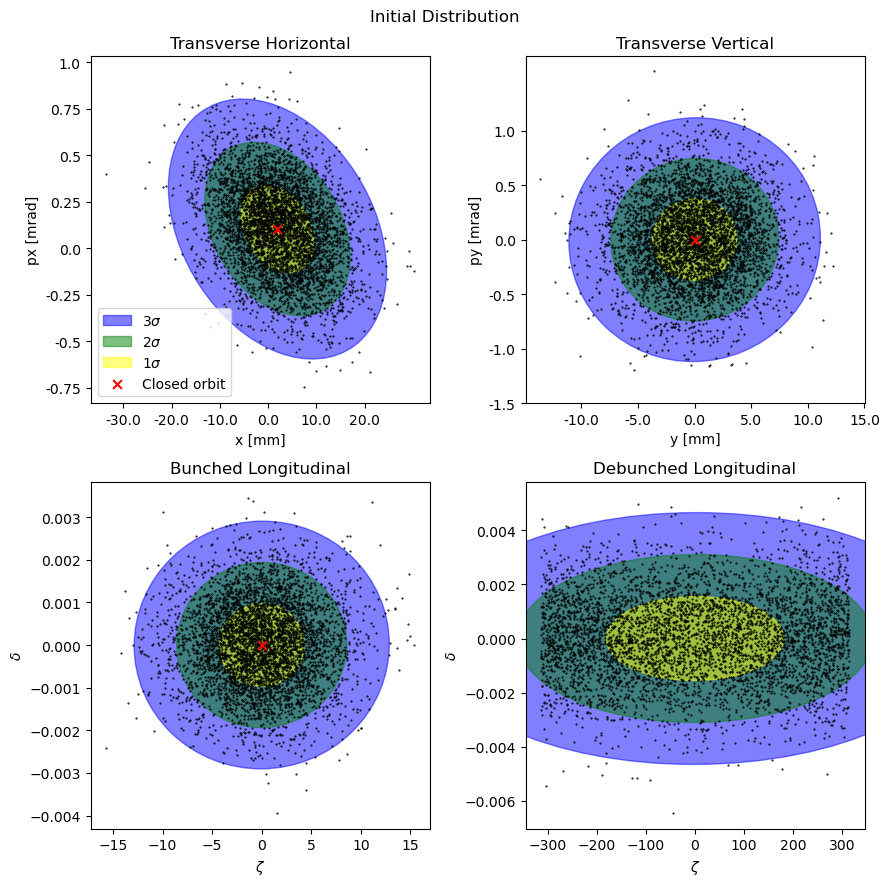 Initial Distribution
Transverse Horizontal
1.0
0.75
0.5
0.25
0.0
-0.25
-0.5
-0.75
px [mrad]
3σ
2σ
1σ
Closed orbit
-30.0 -20.0 -10.0 0.0 10.0 20.0
x [mm]
Transverse Vertical
1.0
0.5
0.0
-0.5
-1.0
-1.5
py [mrad]
-10.0 -5.0 0.0 5.0 10.0 15.0
y [mm]
Bunched Longitudinal
0.003
0.002
0.001
0.000
−0.001
−0.002
−0.003
−0.004
δ
−15 −10 −5 0 5 10 15
ζ
Debunched Longitudinal
0.004
0.002
0.000
−0.002
−0.004
−0.006
δ
−300 −200 −100 0 100 200 300
ζ